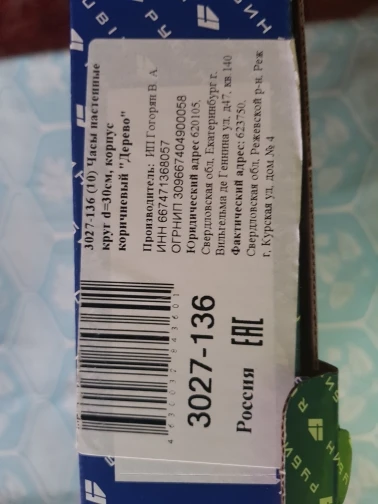 3027-136 (10) Часы настенные
круг d=30см, корпус
коричневый "Дерево"
Производитель: ИП Гогорян В. А.
ИНН 667471368057
ОГРНИП 309667404900058
Юридический адрес 620105,
Свердловская обл, Екатеринбург г,
Вильгельма де Геннина ул, д47, кв.140
Фактический адрес: 623750,
Свердловская обл, Режевской р-н, Реж
г, Курская ул, дом № 4
3027-136
Россия
EAC